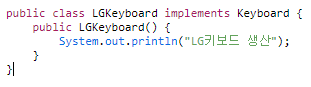 public class LGKeyboard implements Keyboard {
    public LGKeyboard() {
        System.out.println("LG키보드 생산");
    }
}